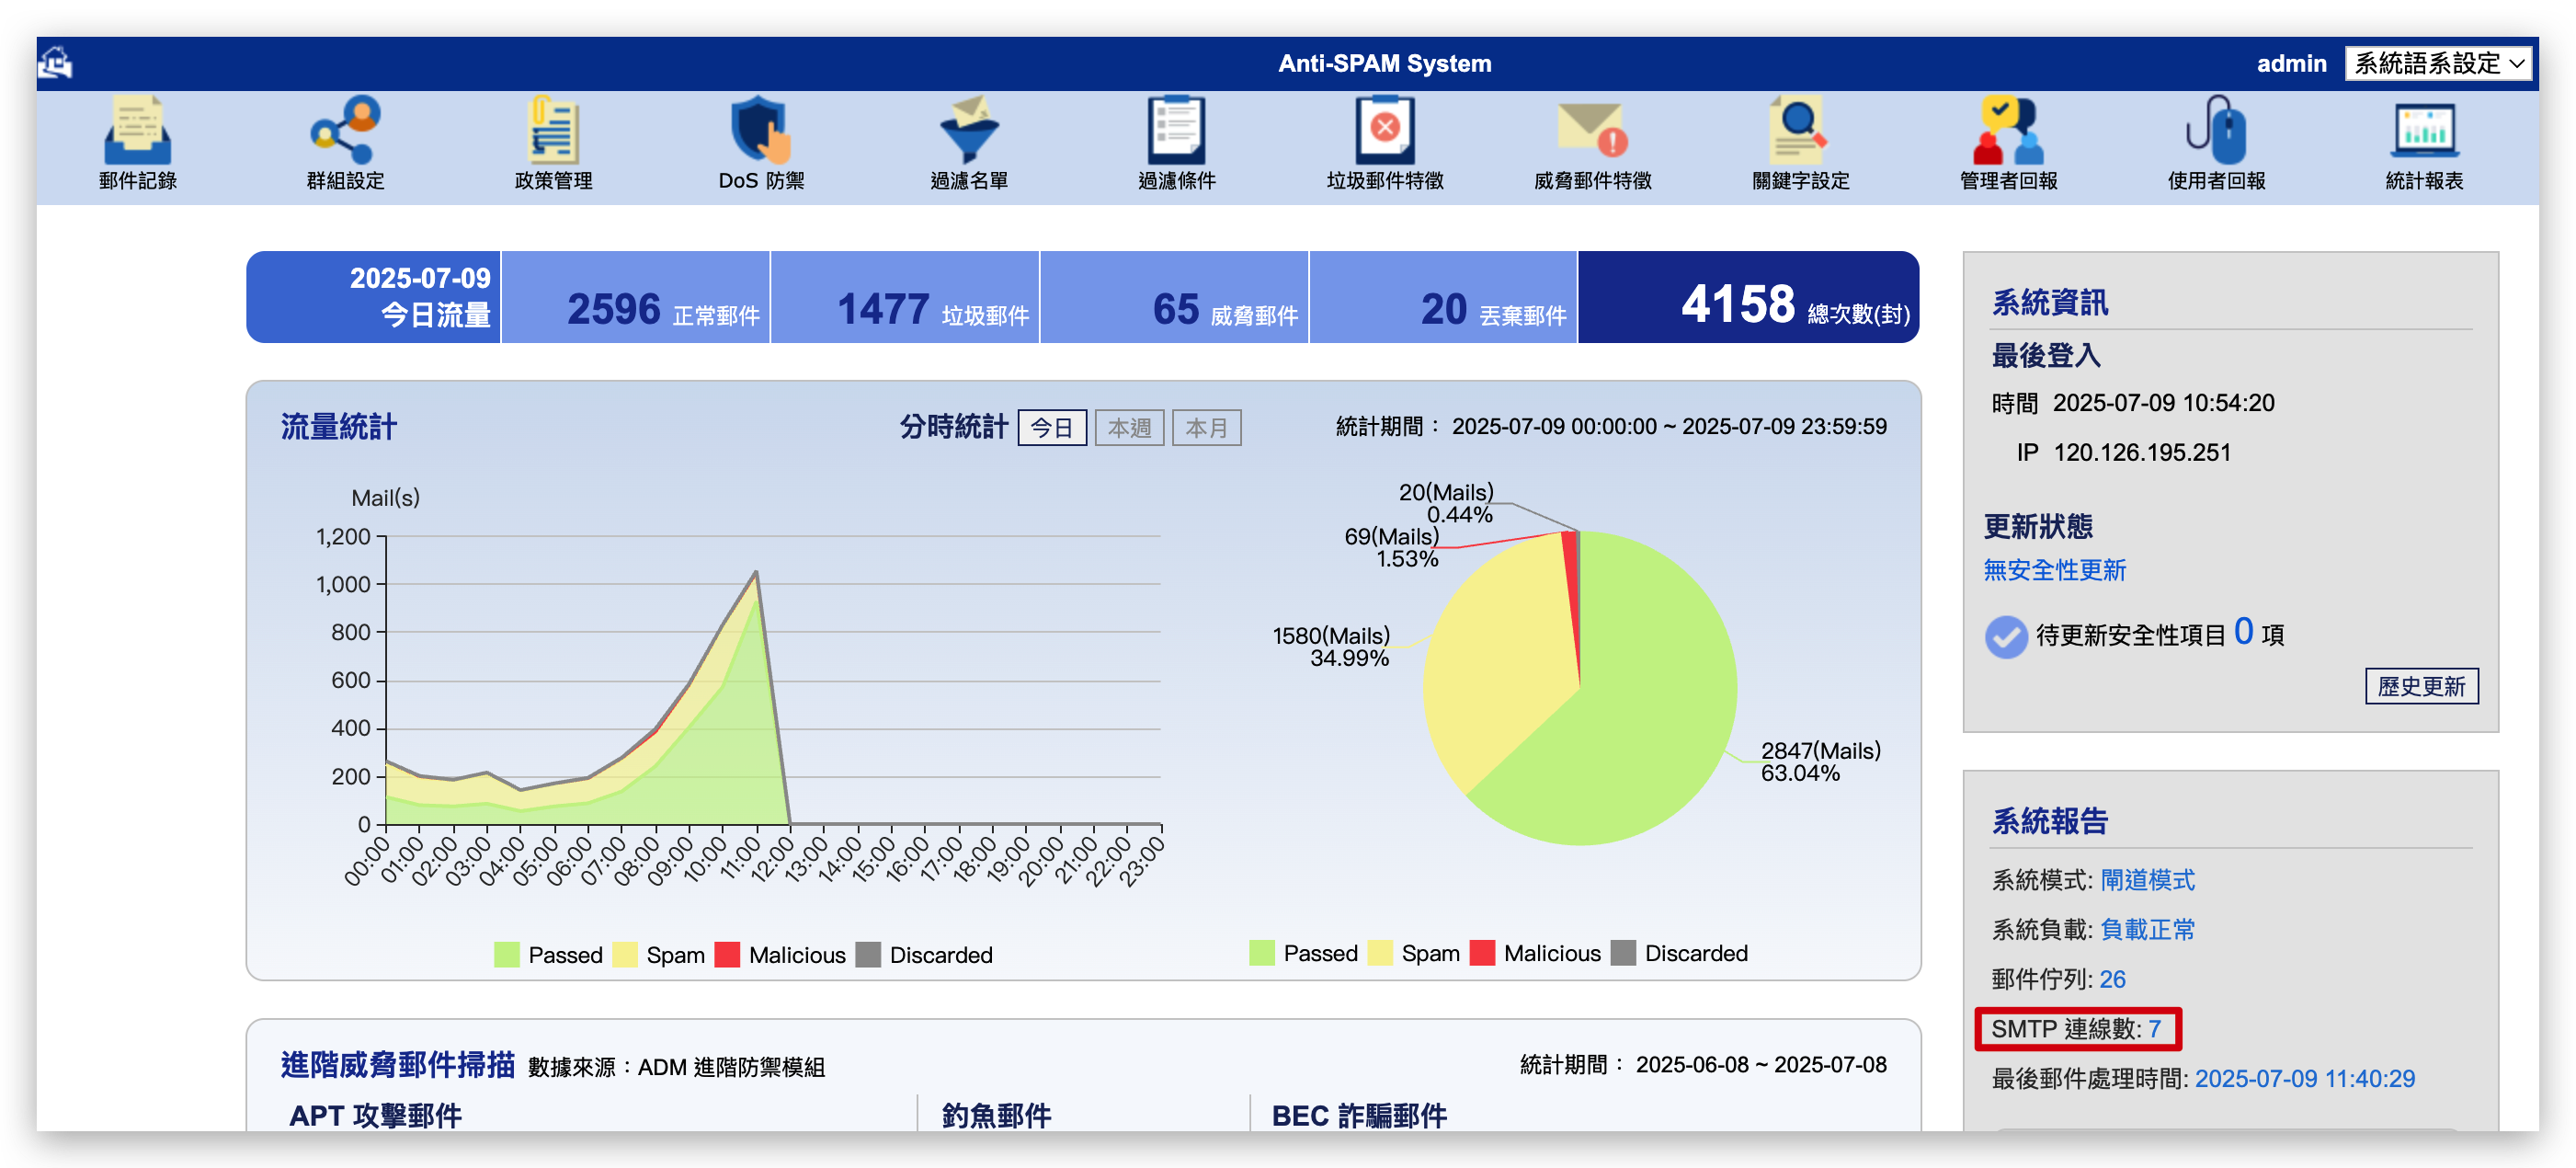 Anti-SPAM System
admin
系統語系設定
郵件記錄
群組設定
政策管理
DoS 防禦
過濾名單
過濾條件
垃圾郵件特徵
威脅郵件特徵
關鍵字設定
管理者回報
使用者回報
統計報表
2025-07-09
今日流量
2596 正常郵件
1477 垃圾郵件
65 威脅郵件
20 丟棄郵件
4158 總次數(封)
流量統計
分時統計 今日 本週 本月
統計期間： 2025-07-09 00:00:00 ~ 2025-07-09 23:59:59
Mail(s)
1,200
1,000
800
600
400
200
0
00:00
01:00
02:00
03:00
04:00
05:00
06:00
07:00
08:00
09:00
10:00
11:00
12:00
13:00
14:00
15:00
16:00
17:00
18:00
19:00
20:00
21:00
22:00
23:00
Passed Spam Malicious Discarded
20(Mails)
0.44%
69(Mails)
1.53%
1580(Mails)
34.99%
2847(Mails)
63.04%
Passed Spam Malicious Discarded
進階威脅郵件掃描 數據來源：ADM 進階防禦模組
統計期間： 2025-06-08 ~ 2025-07-08
APT 攻擊郵件
釣魚郵件
BEC 詐騙郵件
系統資訊
最後登入
時間 2025-07-09 10:54:20
IP 120.126.195.251
更新狀態
無安全性更新
待更新安全性項目 0 項
歷史更新
系統報告
系統模式: 閘道模式
系統負載: 負載正常
郵件佇列: 26
SMTP 連線數: 7
最後郵件處理時間: 2025-07-09 11:40:29